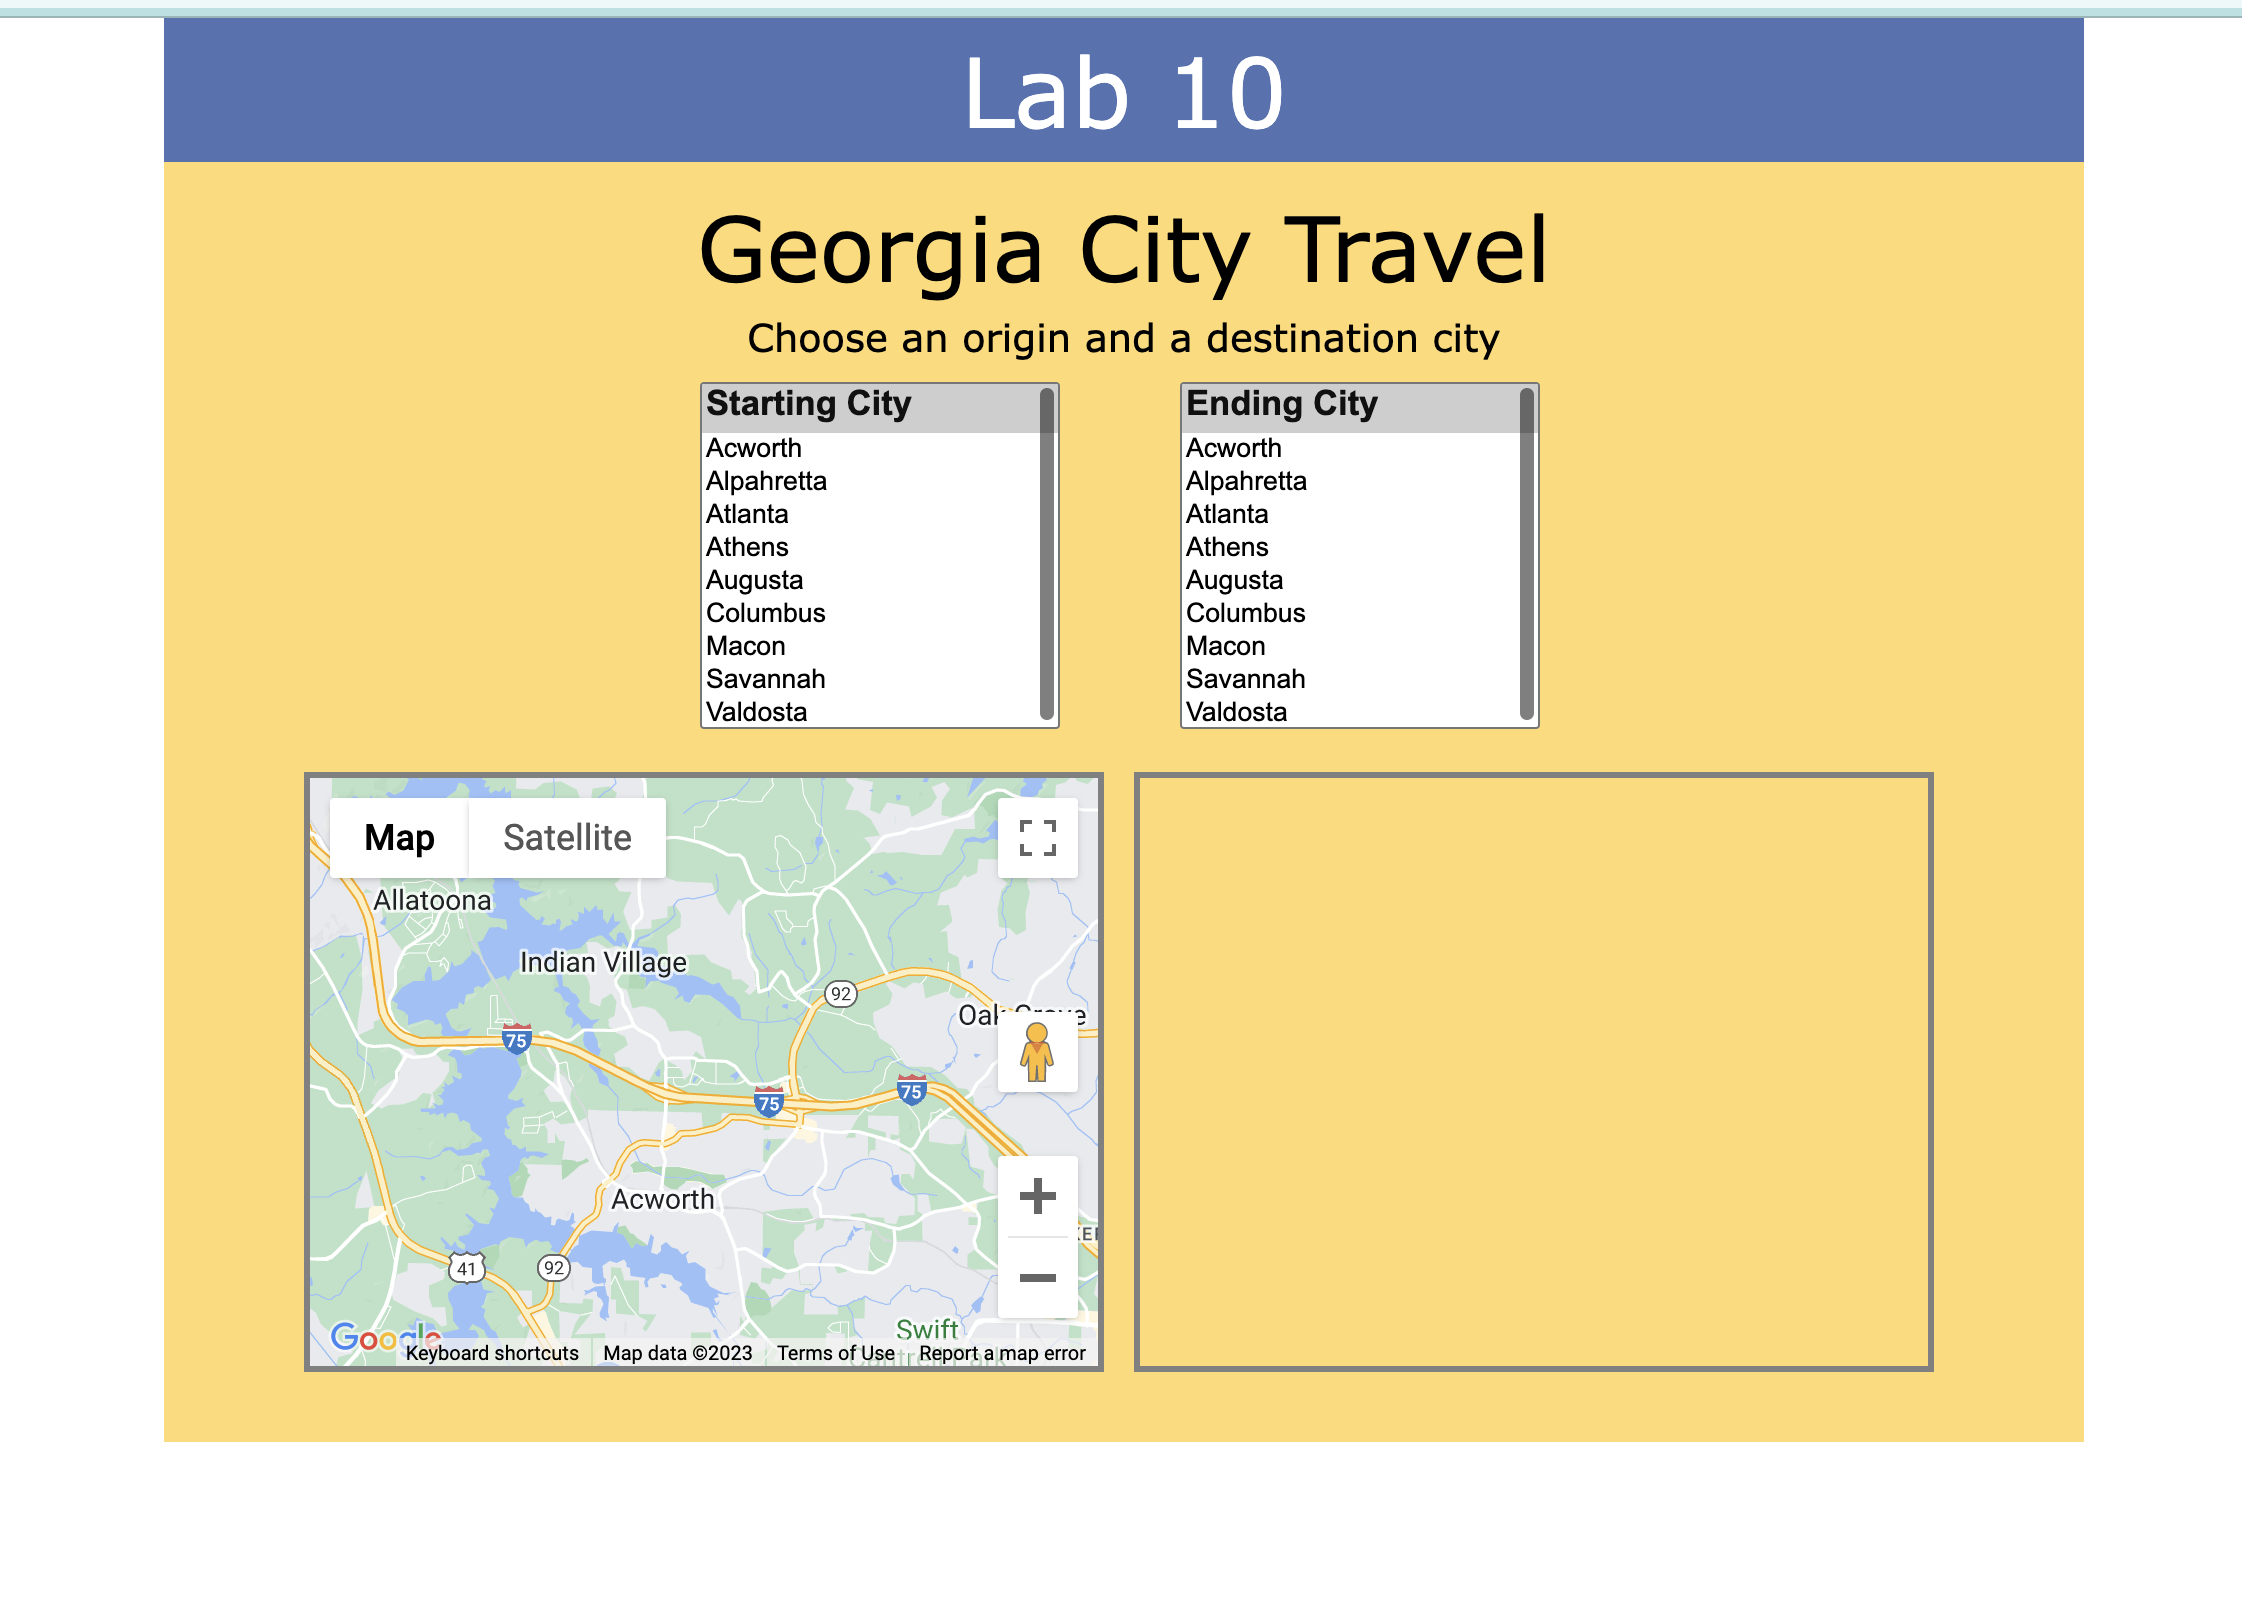 Lab 10
Georgia City Travel
Choose an origin and a destination city
Starting City
Acworth
Alpahretta
Atlanta
Athens
Augusta
Columbus
Macon
Savannah
Valdosta
Ending City
Acworth
Alpahretta
Atlanta
Athens
Augusta
Columbus
Macon
Savannah
Valdosta
Map Satellite
Allatoona
Indian Village
92
Oak Grove
75
75
75
Acworth
41
92
Swift
Cantrell Park
Google
Keyboard shortcuts Map data ©2023 Terms of Use Report a map error